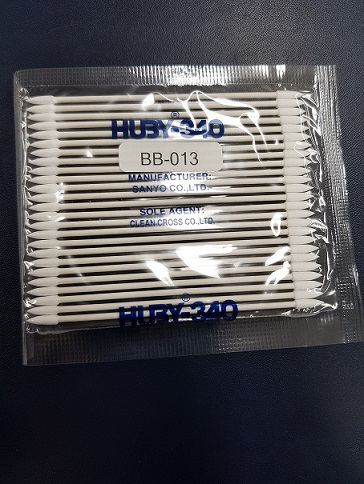 HUBY-340
®
BB-013
MANUFACTURER:
SANYO CO.,LTD.
SOLE AGENT:
CLEAN CROSS CO.,LTD.
®
HUBY-340